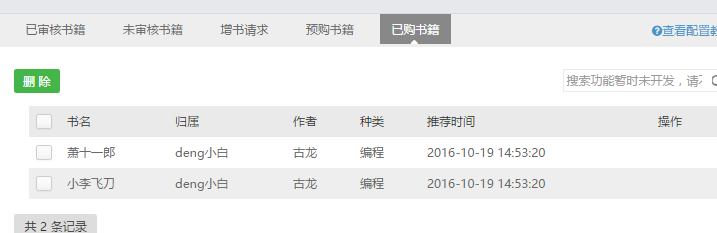 已审核书籍 未审核书籍 增书请求 预购书籍 已购书籍 查看配置教
删 除 搜索功能暂时未开发，请不
书名 归属 作者 种类 推荐时间 操作
萧十一郎 deng小白 古龙 编程 2016-10-19 14:53:20
小李飞刀 deng小白 古龙 编程 2016-10-19 14:53:20
共 2 条记录